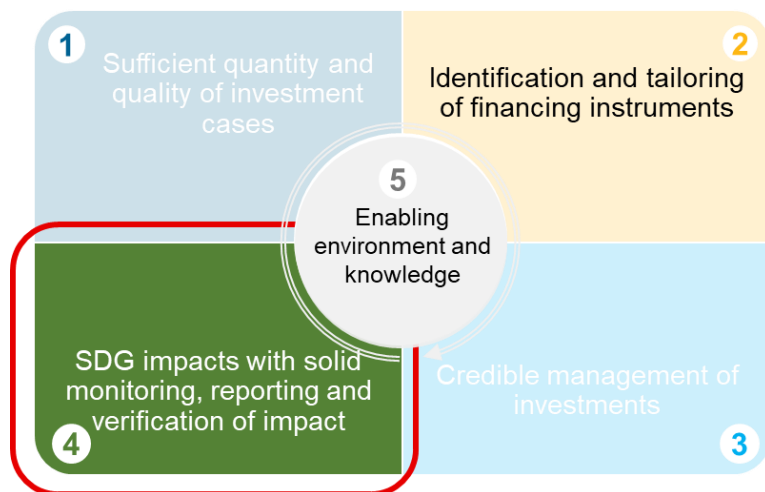 1
Sufficient quantity and
quality of investment
cases
2
Identification and tailoring
of financing instruments
5
Enabling
environment and
knowledge
SDG impacts with solid
monitoring, reporting and
verification of impact
4
Credible management of
investments
3